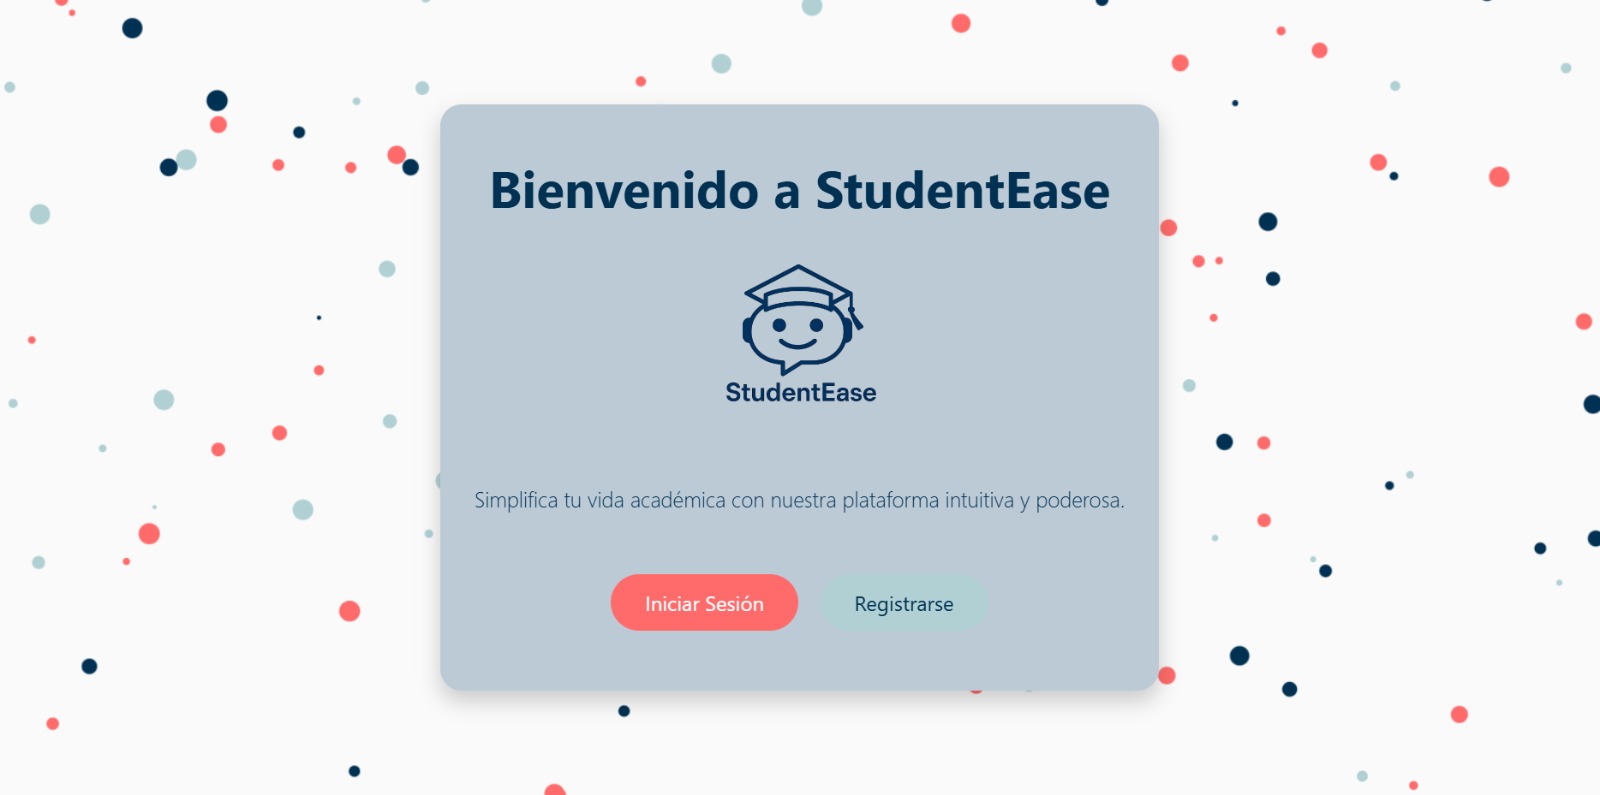 Bienvenido a StudentEase
StudentEase
Simplifica tu vida académica con nuestra plataforma intuitiva y poderosa.
Iniciar Sesión
Registrarse